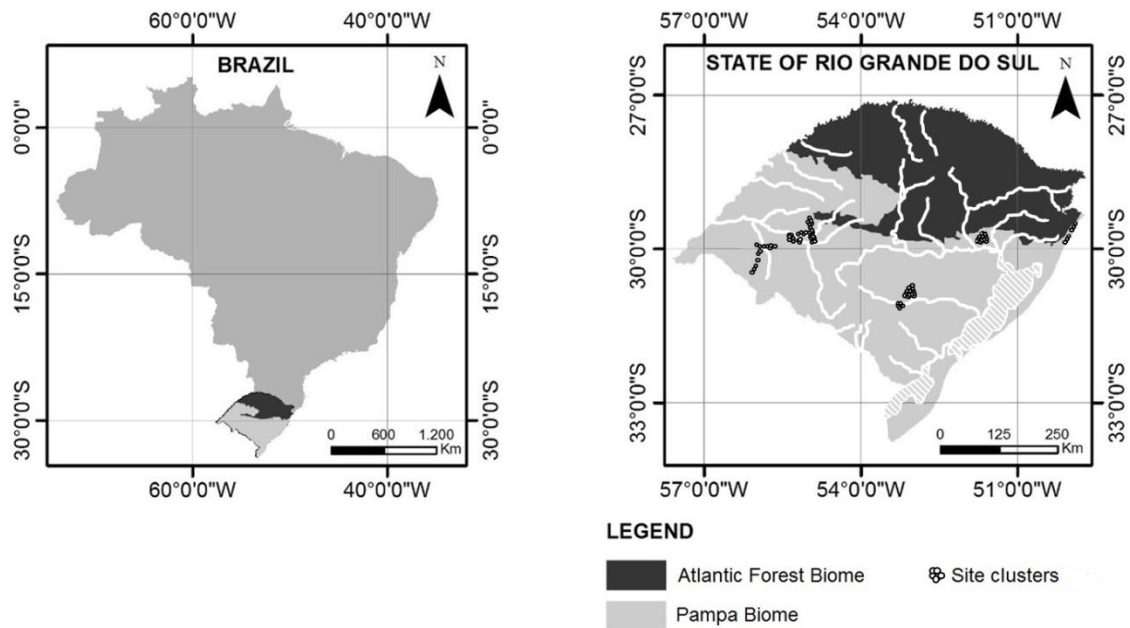 60°0'0"W 40°0'0"W
BRAZIL
N
0°0'0"
0°0'0"
15°0'0"S
15°0'0"S
30°0'0"S
30°0'0"S
0 600 1.200
Km
60°0'0"W 40°0'0"W
57°0'0"W 54°0'0"W 51°0'0"W
STATE OF RIO GRANDE DO SUL
N
27°0'0"S
27°0'0"S
30°0'0"S
30°0'0"S
33°0'0"S
33°0'0"S
0 125 250
Km
57°0'0"W 54°0'0"W 51°0'0"W
LEGEND
Atlantic Forest Biome Site clusters
Pampa Biome